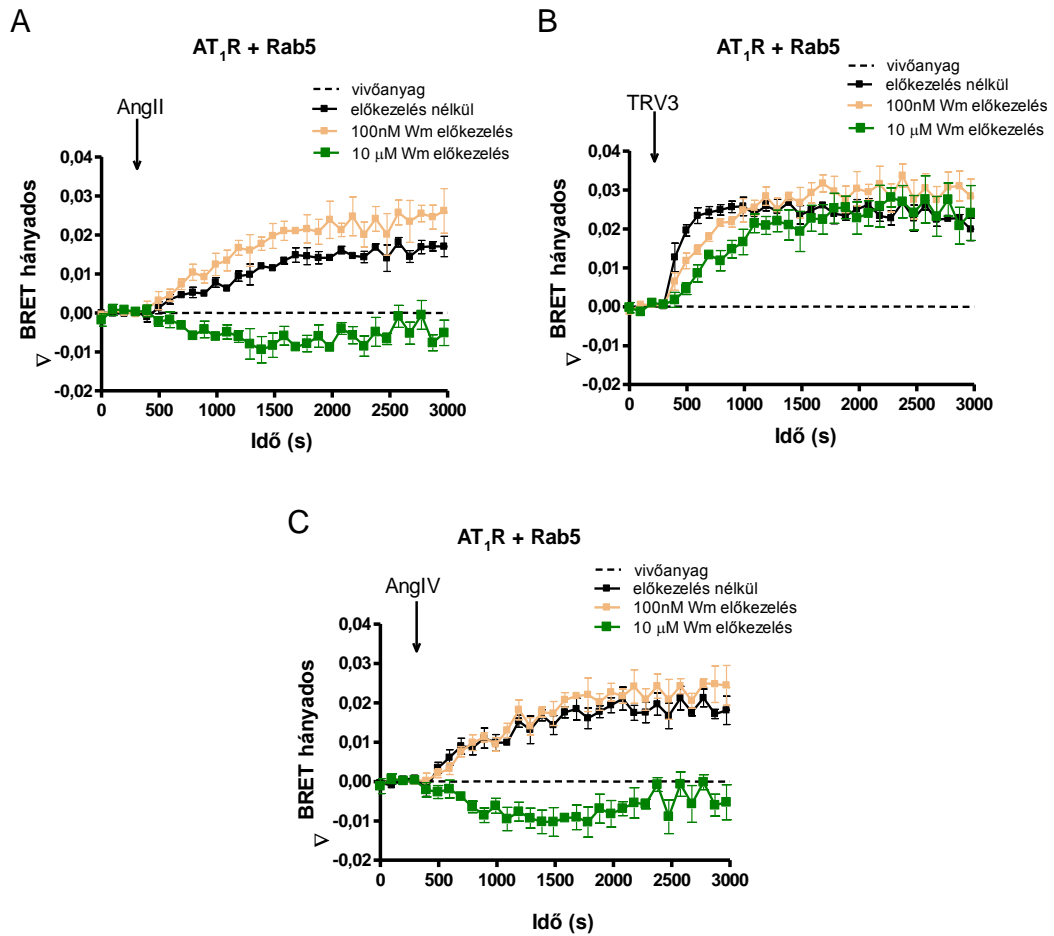 A
AT1R + Rab5
vivőanyag
előkezelés nélkül
100nM Wm előkezelés
10 µM Wm előkezelés
AngII
0,04
0,03
0,02
0,01
0,00
-0,01
-0,02
∇ BRET hányados
0 500 1000 1500 2000 2500 3000
Idő (s)
B
AT1R + Rab5
vivőanyag
előkezelés nélkül
100nM Wm előkezelés
10 µM Wm előkezelés
TRV3
0,04
0,03
0,02
0,01
0,00
-0,01
-0,02
∇ BRET hányados
0 500 1000 1500 2000 2500 3000
Idő (s)
C
AT1R + Rab5
vivőanyag
előkezelés nélkül
100nM Wm előkezelés
10 µM Wm előkezelés
AngIV
0,04
0,03
0,02
0,01
0,00
-0,01
-0,02
∇ BRET hányados
0 500 1000 1500 2000 2500 3000
Idő (s)